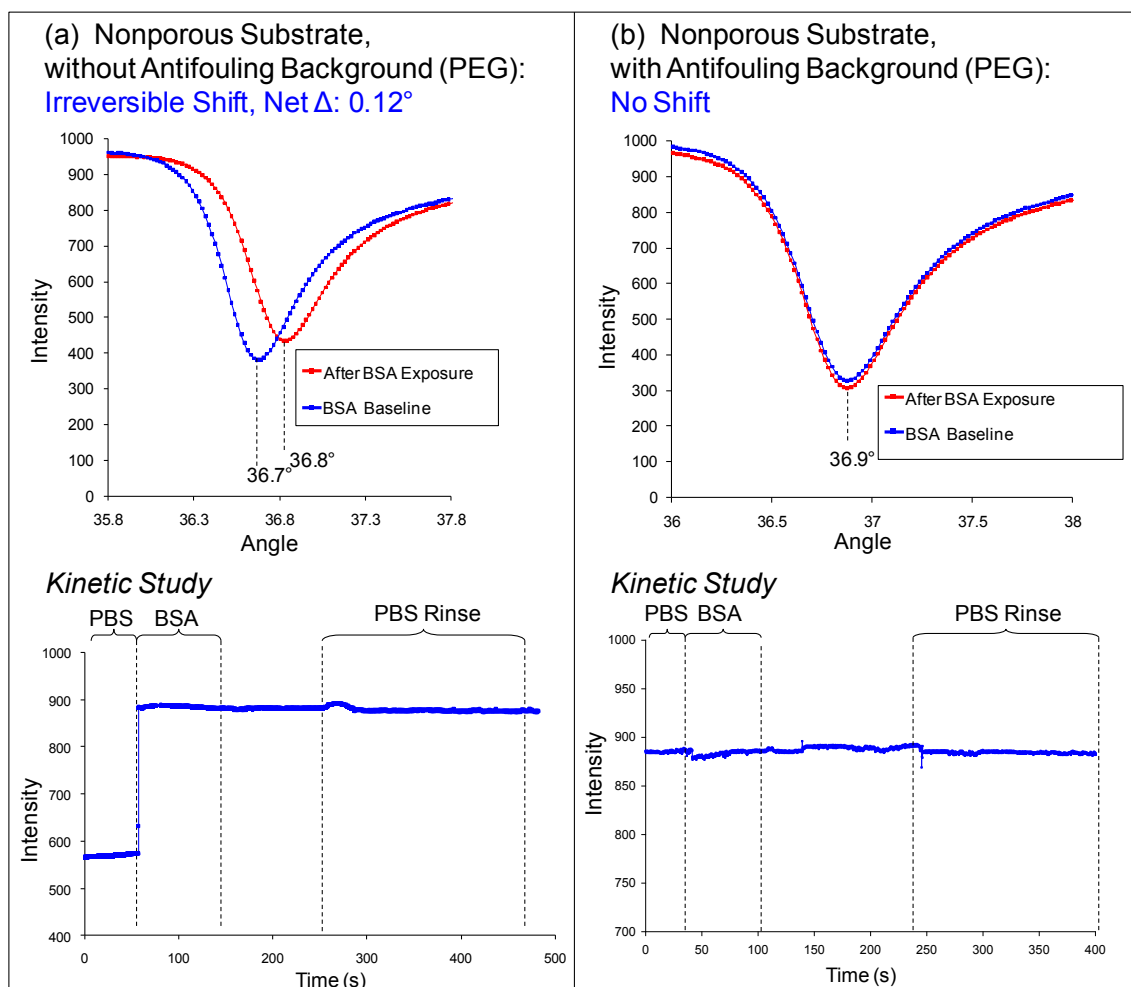 (a) Nonporous Substrate,
without Antifouling Background (PEG):
Irreversible Shift, Net Δ: 0.12°
1000
900
800
700
600
500
400
300
200
100
0
Intensity
After BSA Exposure
BSA Baseline
36.7°
36.8°
35.8
36.3
36.8
37.3
37.8
Angle
Kinetic Study
PBS
BSA
PBS Rinse
1000
900
800
700
600
500
400
Intensity
0
100
200
300
400
500
Time (s)
(b) Nonporous Substrate,
with Antifouling Background (PEG):
No Shift
1000
900
800
700
600
500
400
300
200
100
0
Intensity
After BSA Exposure
BSA Baseline
36.9°
36
36.5
37
37.5
38
Angle
Kinetic Study
PBS
BSA
PBS Rinse
1000
950
900
850
800
750
700
Intensity
0
50
100
150
200
250
300
350
400
Time (s)